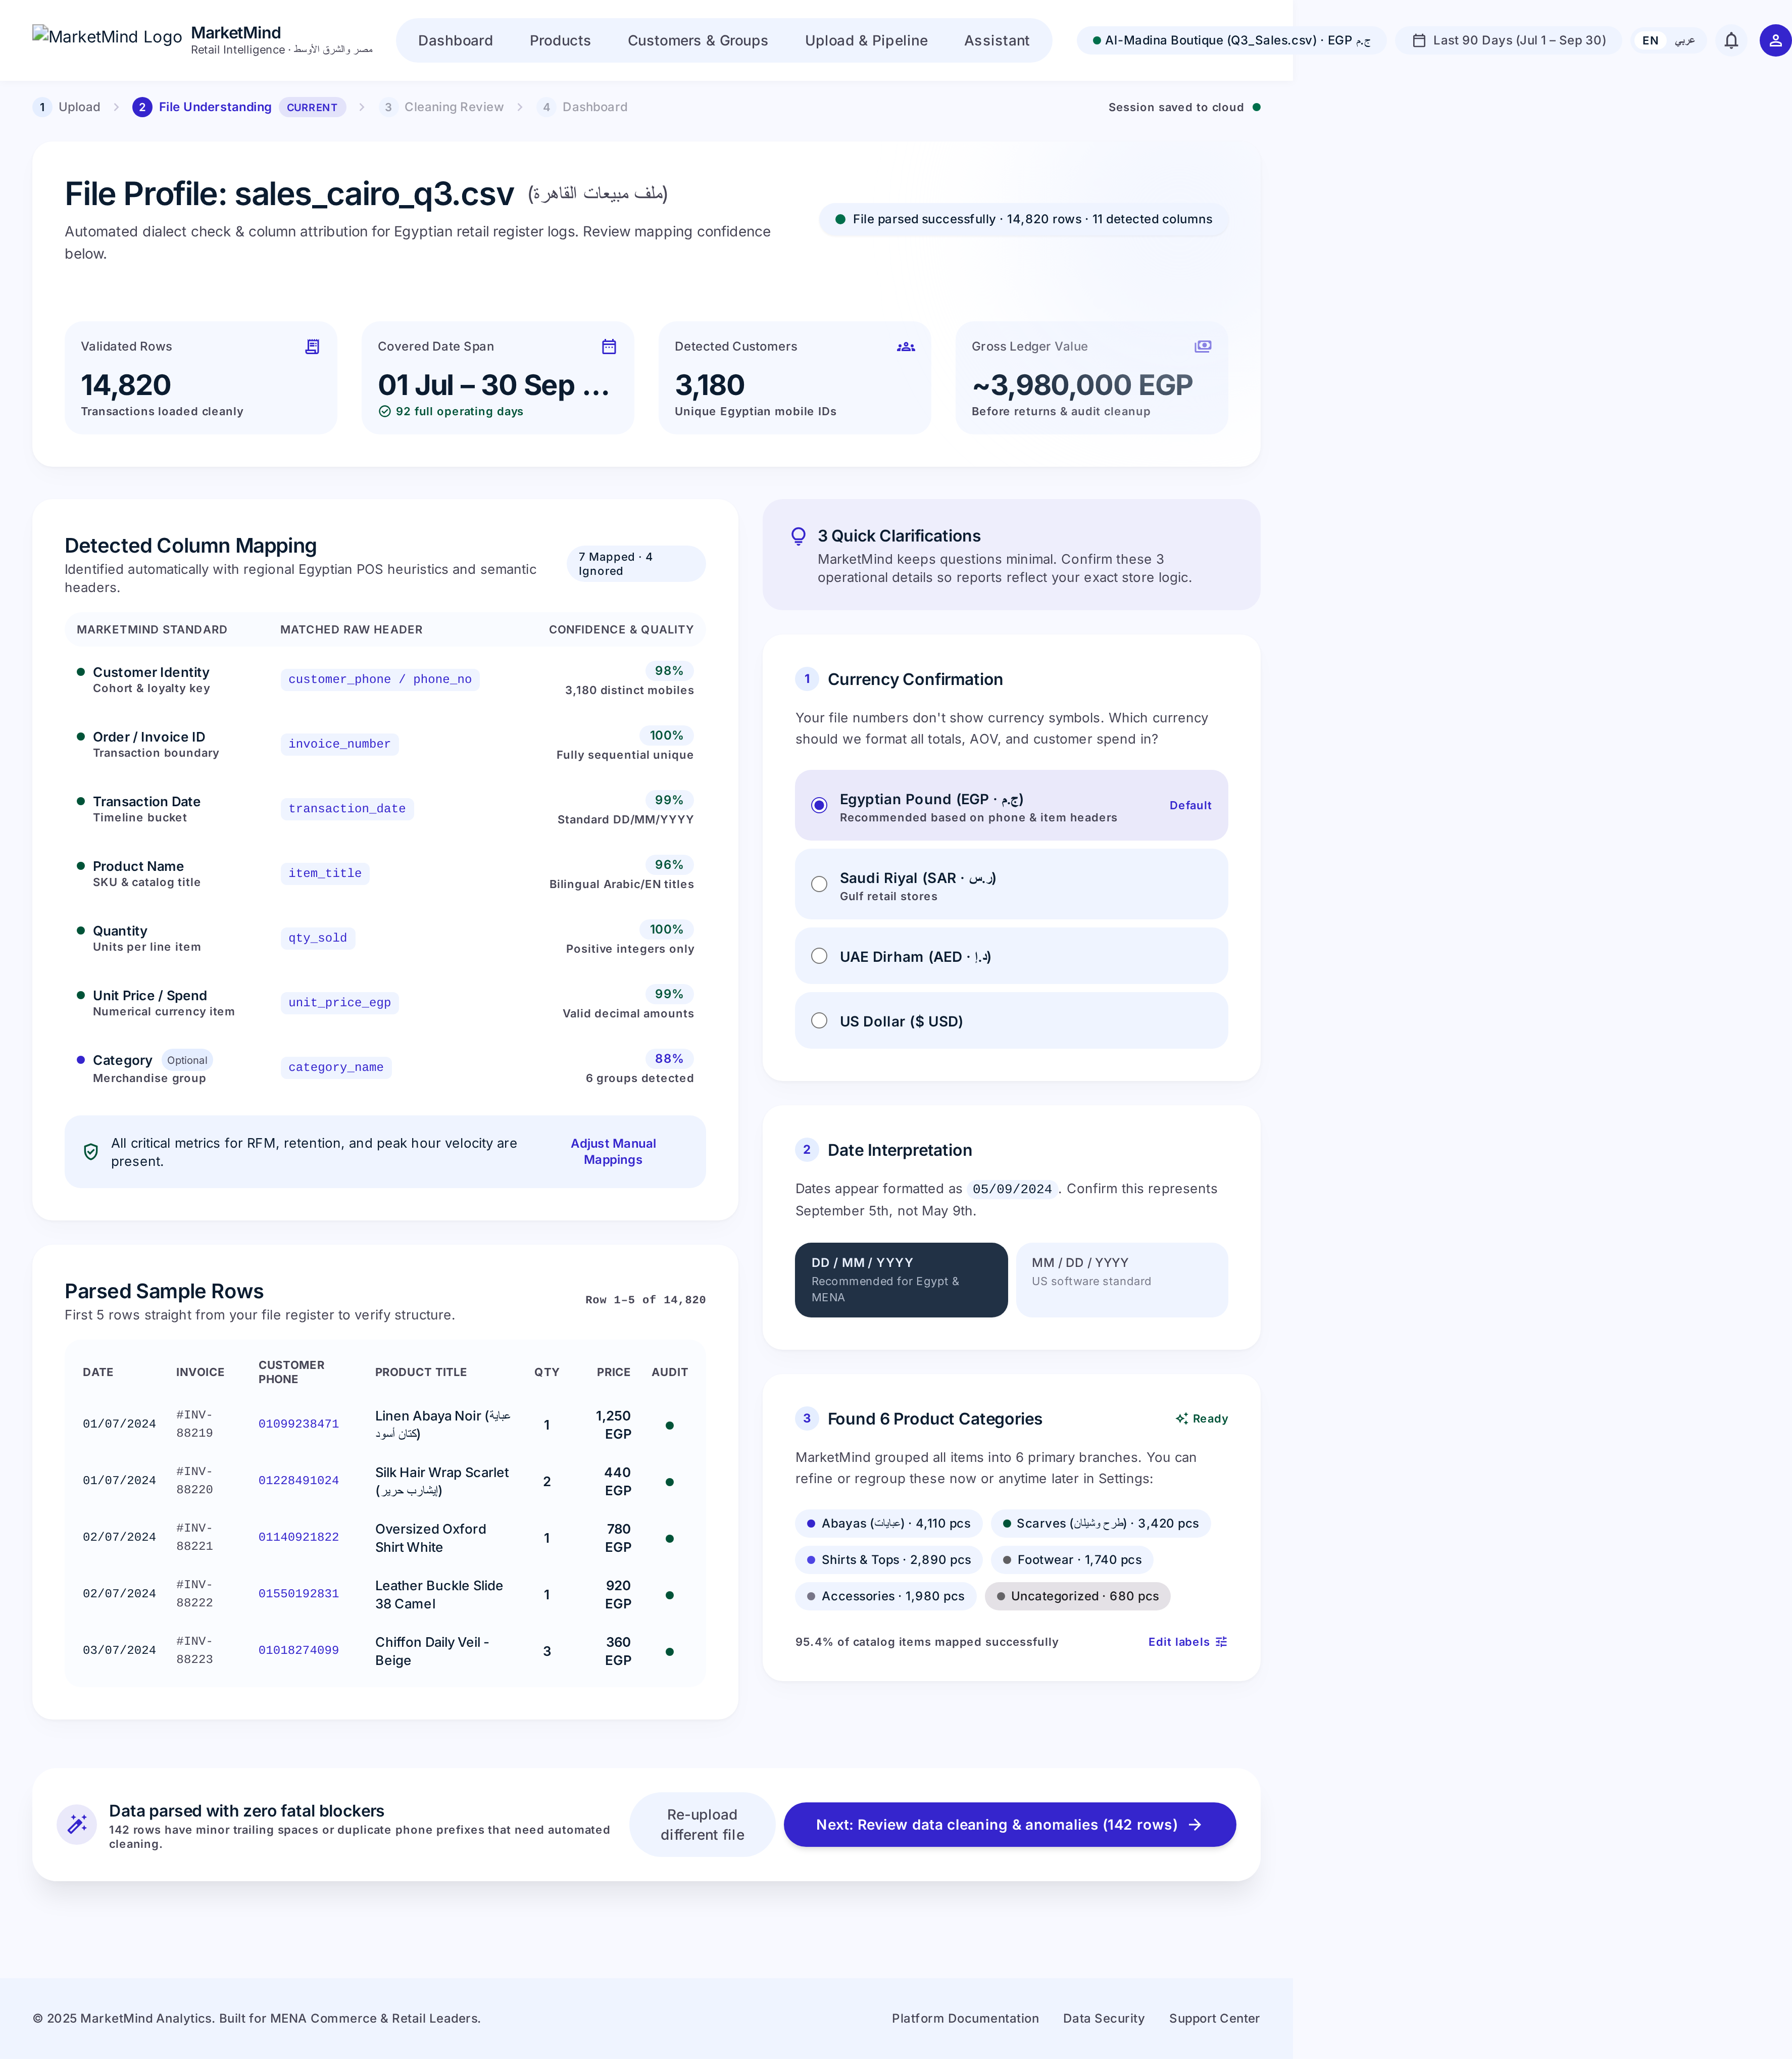 MarketMind Logo
MarketMind
Retail Intelligence · مصر والشرق الأوسط
Dashboard
Products
Customers & Groups
Upload & Pipeline
Assistant
Al-Madina Boutique (Q3_Sales.csv) · EGP ج.م
Last 90 Days (Jul 1 – Sep 30)
EN
عربي
1 Upload
2 File Understanding CURRENT
3 Cleaning Review
4 Dashboard
Session saved to cloud
File Profile: sales_cairo_q3.csv (ملف مبيعات القاهرة)
Automated dialect check & column attribution for Egyptian retail register logs. Review mapping confidence
below.
File parsed successfully · 14,820 rows · 11 detected columns
Validated Rows
14,820
Transactions loaded cleanly
Covered Date Span
01 Jul – 30 Sep ...
92 full operating days
Detected Customers
3,180
Unique Egyptian mobile IDs
Gross Ledger Value
~3,980,000 EGP
Before returns & audit cleanup
Detected Column Mapping
Identified automatically with regional Egyptian POS heuristics and semantic
headers.
7 Mapped · 4
Ignored
MARKETMIND STANDARD MATCHED RAW HEADER CONFIDENCE & QUALITY
Customer Identity
Cohort & loyalty key
customer_phone / phone_no
98%
3,180 distinct mobiles
Order / Invoice ID
Transaction boundary
invoice_number
100%
Fully sequential unique
Transaction Date
Timeline bucket
transaction_date
99%
Standard DD/MM/YYYY
Product Name
SKU & catalog title
item_title
96%
Bilingual Arabic/EN titles
Quantity
Units per line item
qty_sold
100%
Positive integers only
Unit Price / Spend
Numerical currency item
unit_price_egp
99%
Valid decimal amounts
Category Optional
Merchandise group
category_name
88%
6 groups detected
All critical metrics for RFM, retention, and peak hour velocity are
present.
Adjust Manual
Mappings
Parsed Sample Rows
First 5 rows straight from your file register to verify structure.
Row 1–5 of 14,820
DATE INVOICE CUSTOMER PHONE PRODUCT TITLE QTY PRICE AUDIT
01/07/2024 #INV-88219 01099238471 Linen Abaya Noir (عباية كتان أسود) 1 1,250 EGP
01/07/2024 #INV-88220 01228491024 Silk Hair Wrap Scarlet (إيشارب حرير) 2 440 EGP
02/07/2024 #INV-88221 01140921822 Oversized Oxford Shirt White 1 780 EGP
02/07/2024 #INV-88222 01550192831 Leather Buckle Slide 38 Camel 1 920 EGP
03/07/2024 #INV-88223 01018274099 Chiffon Daily Veil - Beige 3 360 EGP
3 Quick Clarifications
MarketMind keeps questions minimal. Confirm these 3
operational details so reports reflect your exact store logic.
1 Currency Confirmation
Your file numbers don't show currency symbols. Which currency
should we format all totals, AOV, and customer spend in?
Egyptian Pound (EGP · ج.م)
Recommended based on phone & item headers
Default
Saudi Riyal (SAR · ر.س)
Gulf retail stores
UAE Dirham (AED · د.إ)
US Dollar ($ USD)
2 Date Interpretation
Dates appear formatted as 05/09/2024 . Confirm this represents
September 5th, not May 9th.
DD / MM / YYYY
Recommended for Egypt &
MENA
MM / DD / YYYY
US software standard
3 Found 6 Product Categories
Ready
MarketMind grouped all items into 6 primary branches. You can
refine or regroup these now or anytime later in Settings:
Abayas (عبايات) · 4,110 pcs
Scarves (طرح وشيلان) · 3,420 pcs
Shirts & Tops · 2,890 pcs
Footwear · 1,740 pcs
Accessories · 1,980 pcs
Uncategorized · 680 pcs
95.4% of catalog items mapped successfully
Edit labels
Data parsed with zero fatal blockers
142 rows have minor trailing spaces or duplicate phone prefixes that need automated
cleaning.
Re-upload
different file
Next: Review data cleaning & anomalies (142 rows)
© 2025 MarketMind Analytics. Built for MENA Commerce & Retail Leaders.
Platform Documentation
Data Security
Support Center